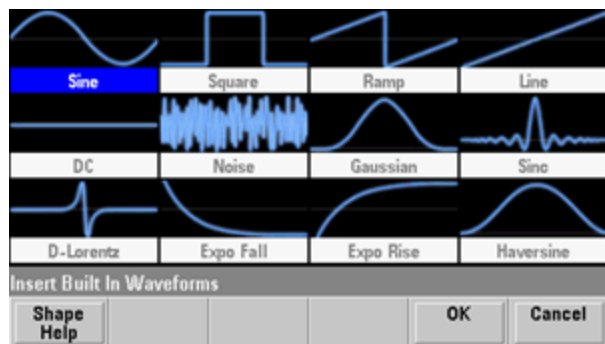 Sine Square Ramp Line
DC Noise Gaussian Sinc
D-Lorentz Expo Fall Expo Rise Haversine
Insert Built In Waveforms
Shape Help OK Cancel